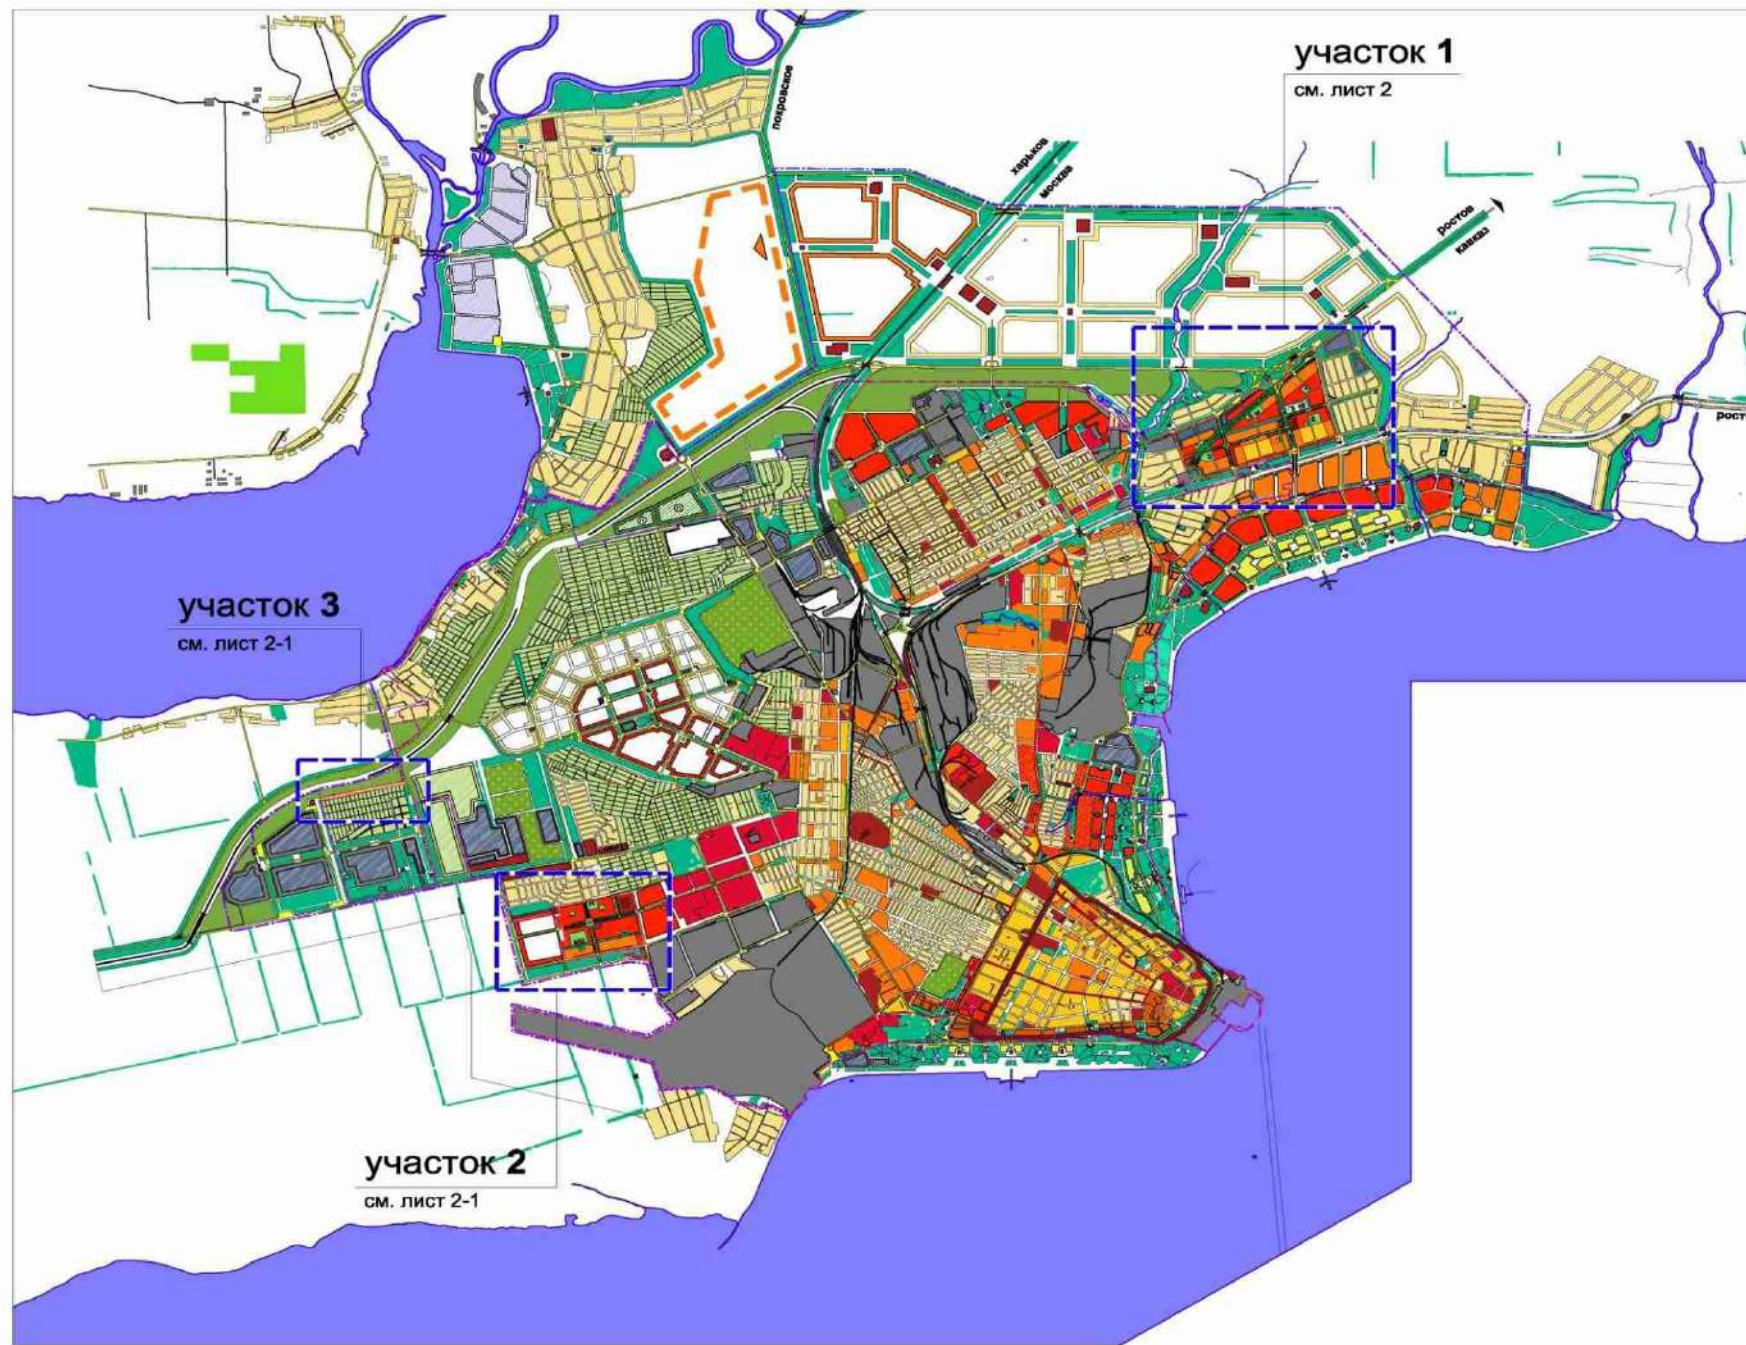 участок 1
см. лист 2
покровское
харьков
москва
ростов
кавказ
рост
участок 3
см. лист 2-1
участок 2
см. лист 2-1